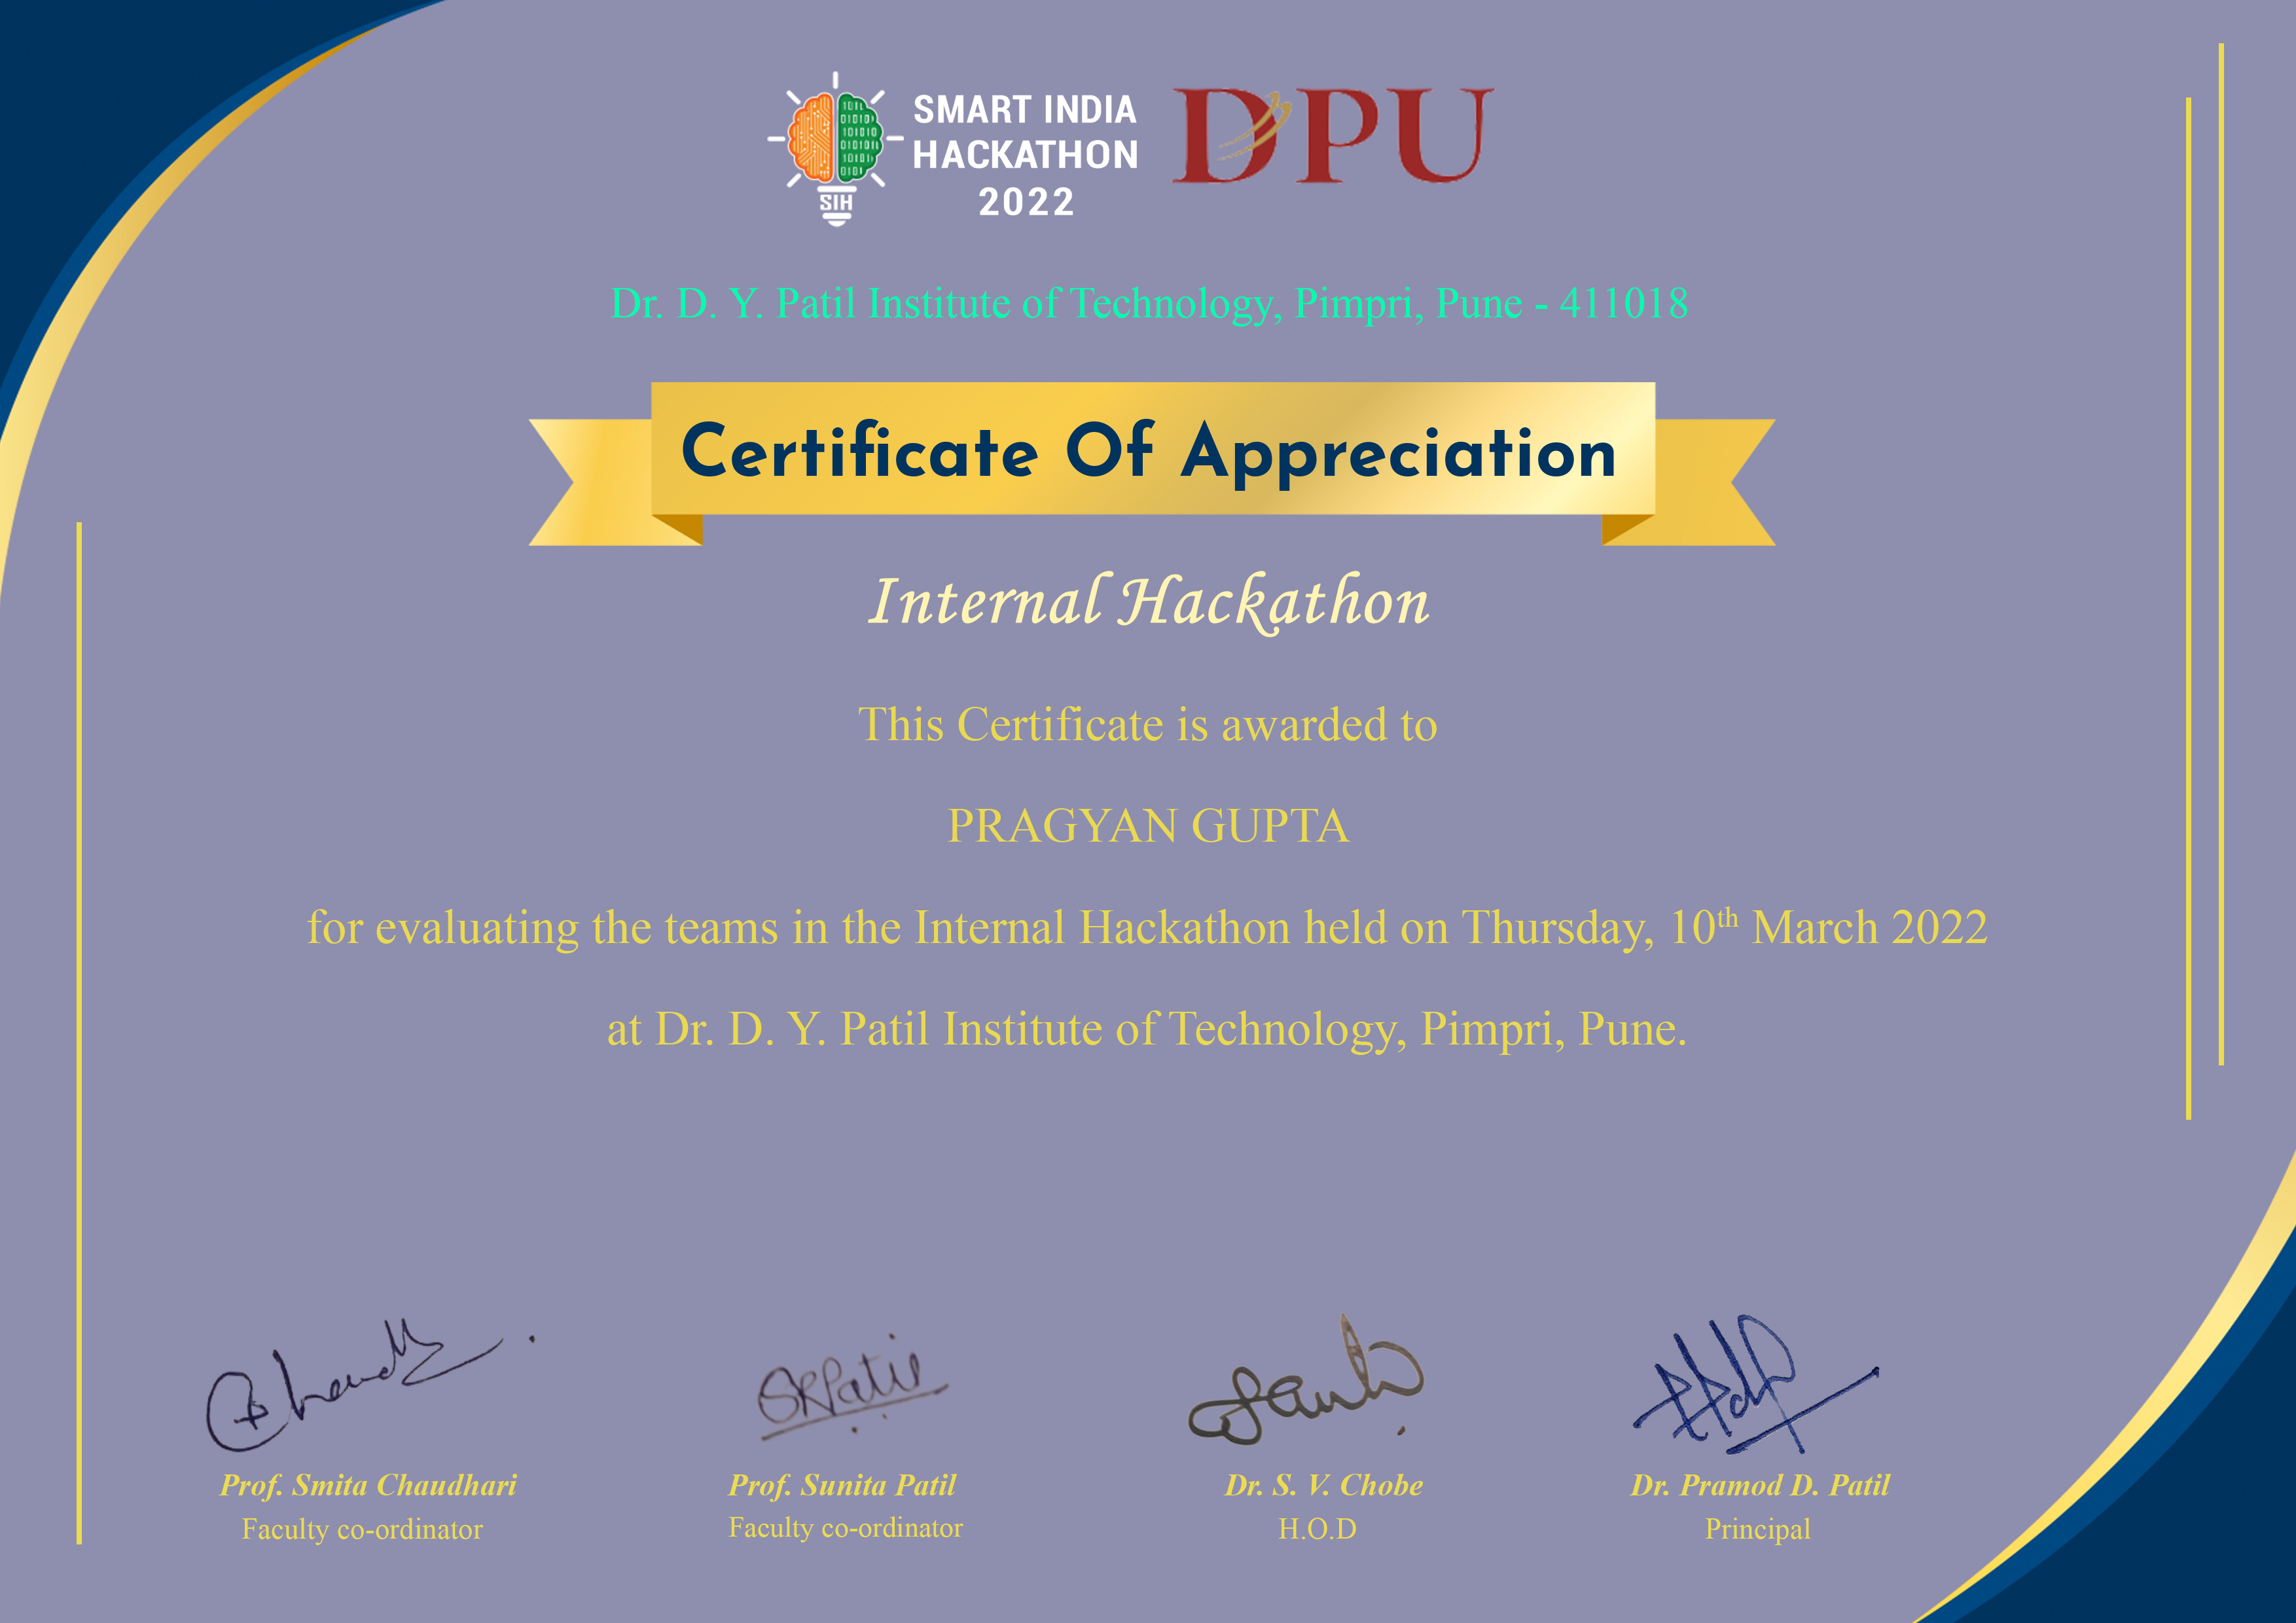 SMART INDIA
HACKATHON
2022
SIH
DPU
Dr. D. Y. Patil Institute of Technology, Pimpri, Pune - 411018
Certificate Of Appreciation
Internal Hackathon
This Certificate is awarded to
PRAGYAN GUPTA
for evaluating the teams in the Internal Hackathon held on Thursday, 10th March 2022
at Dr. D. Y. Patil Institute of Technology, Pimpri, Pune.
SRPatil
Prof. Smita Chaudhari
Faculty co-ordinator
Prof. Sunita Patil
Faculty co-ordinator
Dr. S. V. Chobe
H.O.D
Dr. Pramod D. Patil
Principal